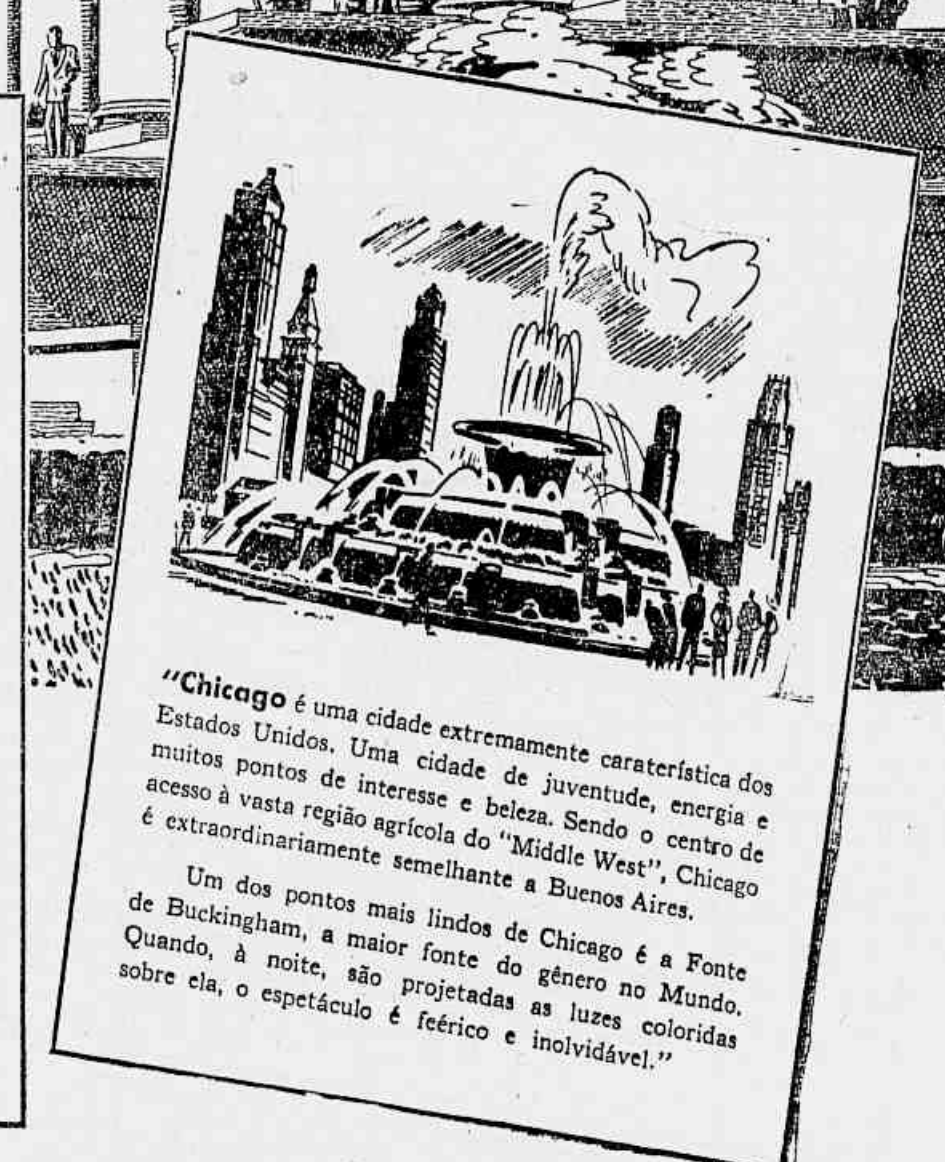 "Chicago é uma cidade extremamente caraterística dos
Estados Unidos. Uma cidade de juventude, energia e
muitos pontos de interesse e beleza. Sendo o centro de
acesso à vasta região agrícola do "Middle West", Chicago
é extraordinariamente semelhante a Buenos Aires.
Um dos pontos mais lindos de Chicago é a Fonte
de Buckingham, a maior fonte do gênero no Mundo.
Quando, à noite, são projetadas as luzes coloridas
sobre ela, o espetáculo é feérico e inolvidável."